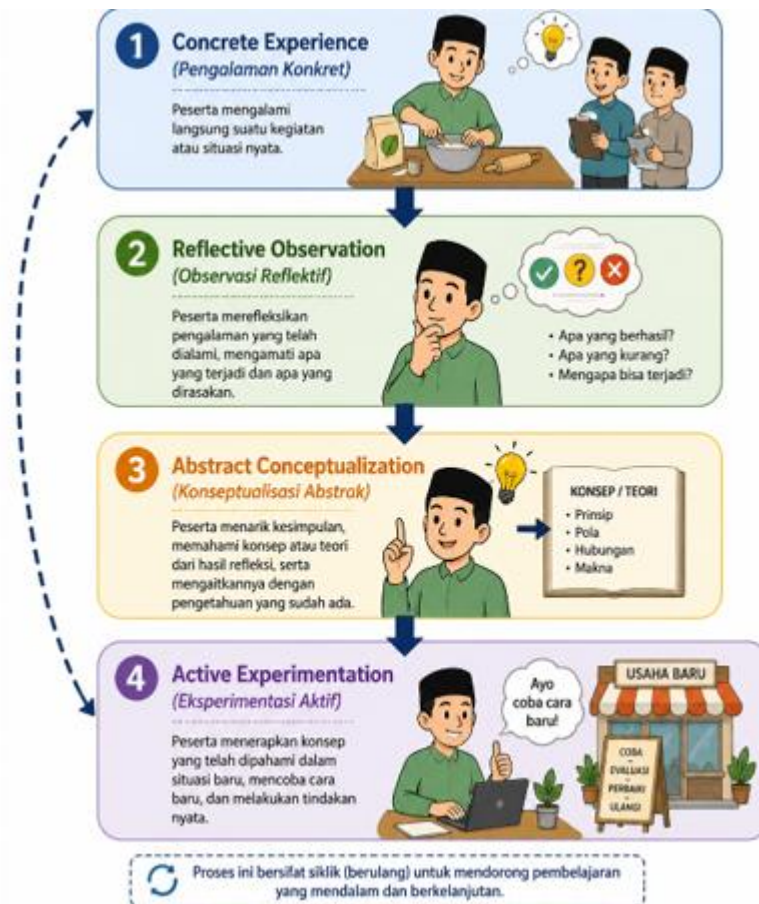 1
Concrete Experience
(Pengalaman Konkret)
Peserta mengalami
langsung suatu kegiatan
atau situasi nyata.
2
Reflective Observation
(Observasi Reflektif)
Peserta merefleksikan
pengalaman yang telah
dialami, mengamati apa
yang terjadi dan apa yang
dirasakan.
?
• Apa yang berhasil?
• Apa yang kurang?
• Mengapa bisa terjadi?
3
Abstract Conceptualization
(Konseptualisasi Abstrak)
Peserta menarik kesimpulan,
memahami konsep atau teori
dari hasil refleksi, serta
mengaitkannya dengan
pengetahuan yang sudah ada.
KONSEP / TEORI
• Prinsip
• Pola
• Hubungan
• Makna
4
Active Experimentation
(Eksperimentasi Aktif)
Peserta menerapkan konsep
yang telah dipahami dalam
situasi baru, mencoba cara
baru, dan melakukan tindakan
nyata.
Ayo
coba cara
baru!
USAHA BARU
COBA
EVALUASI
PERBAIKI
ULANGI
Proses ini bersifat siklik (berulang) untuk mendorong pembelajaran
yang mendalam dan berkelanjutan.